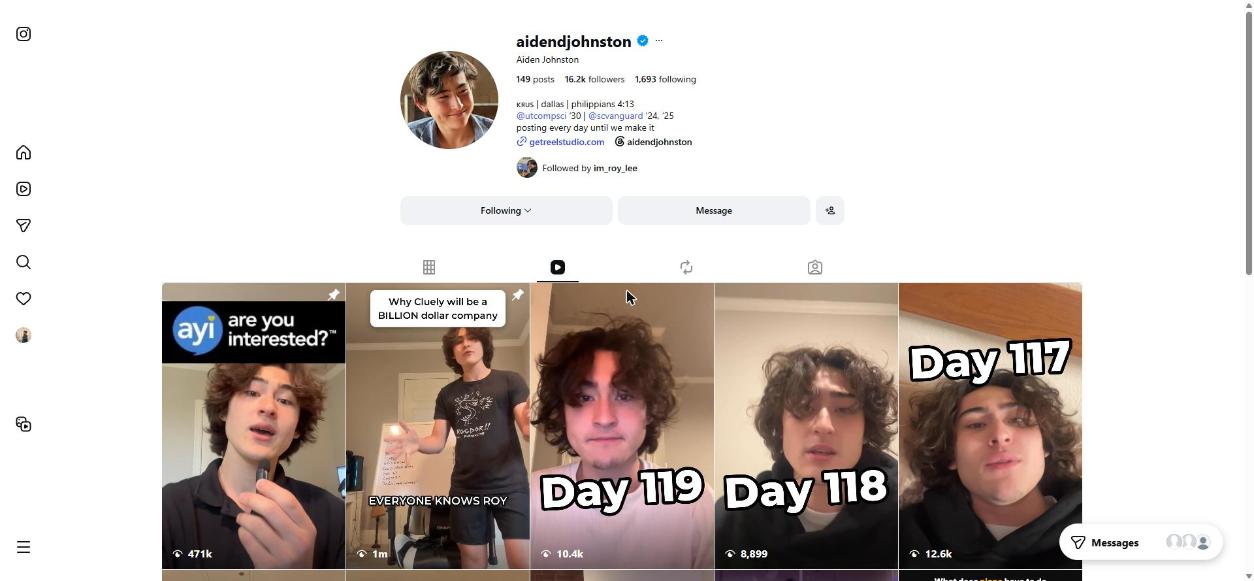 aidendjohnston ...
Aiden Johnston
149 posts 16.2k followers 1,693 following
KRUS | dallas | philippians 4:13
@utcompsci '30 | @scvanguard '24, '25
posting every day until we make it
getreelstudio.com aidendjohnston
Followed by im_roy_lee
Following Message
ayi are you interested?™
Why Cluely will be a
BILLION dollar company
Day 117
EVERYONE KNOWS ROY
Day 119
Day 118
471k
1m
10.4k
8,899
12.6k
Messages